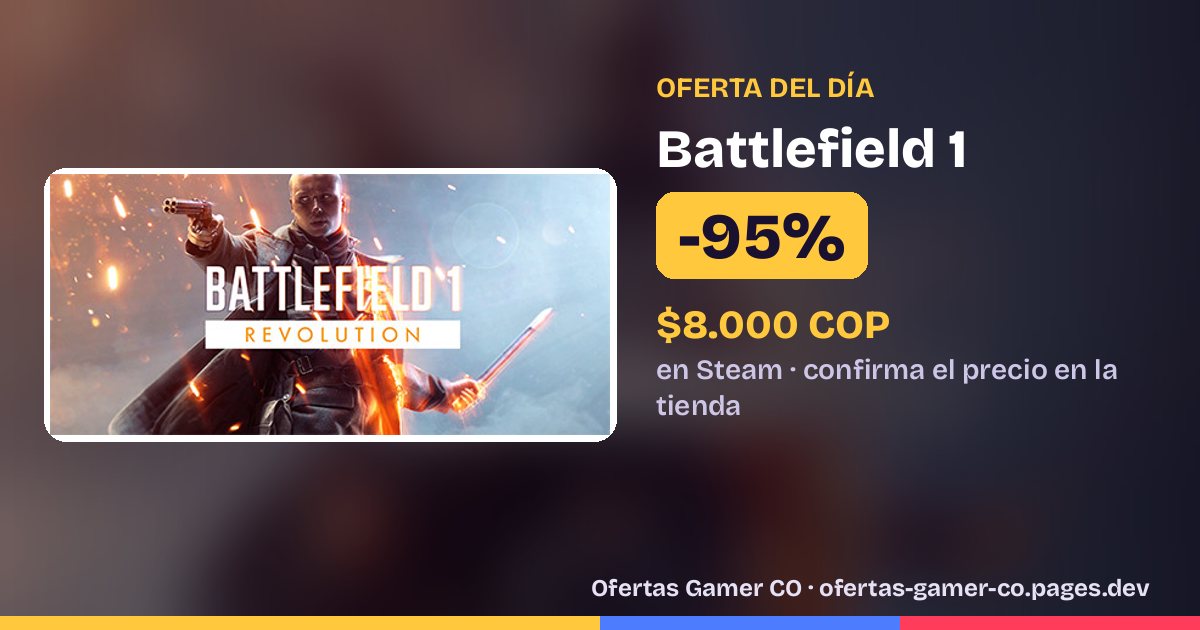 OFERTA DEL DÍA
Battlefield 1
-95%
$8.000 COP
en Steam · confirma el precio en la
tienda
BATTLEFIELD 1
REVOLUTION
Ofertas Gamer CO · ofertas-gamer-co.pages.dev